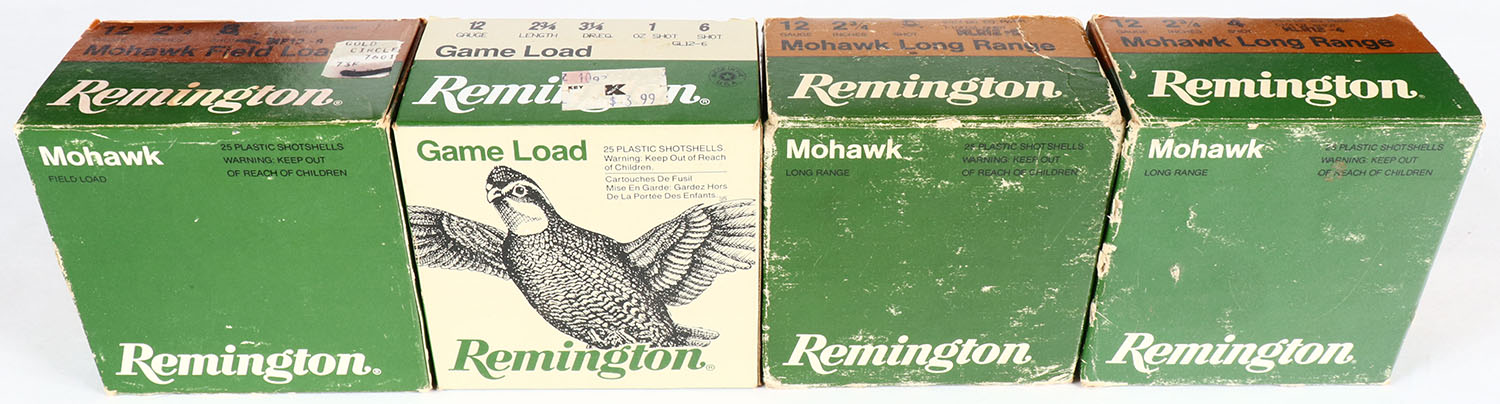 12 2¾ 8
Mohawk Field Load
GOLD
CIRCLE
7601
Remington®
Mohawk
FIELD LOAD
25 PLASTIC SHOTSHELLS
WARNING: KEEP OUT
OF REACH OF CHILDREN
Remington®
12 2¾ 3¼ 1 6
GAUGE LENGTH DR.EQ. OZ SHOT SHOT
GL12-6
Game Load
KEY K
$ 3.99
Remington®
Game Load
25 PLASTIC SHOTSHELLS.
Warning: Keep Out of Reach
of Children.
Cartouches De Fusil
Mise En Garde: Gardez Hors
De La Portée Des Enfants.
Remington®
12 2¾
GAUGE INCHES SHOT
Mohawk Long Range
Remington®
Mohawk
LONG RANGE
25 PLASTIC SHOTSHELLS
WARNING: KEEP OUT
OF REACH OF CHILDREN
Remington®
12 2¾ 4
GAUGE INCHES SHOT
Mohawk Long Range
Remington®
Mohawk
LONG RANGE
25 PLASTIC SHOTSHELLS
WARNING: KEEP OUT
OF REACH OF CHILDREN
Remington®